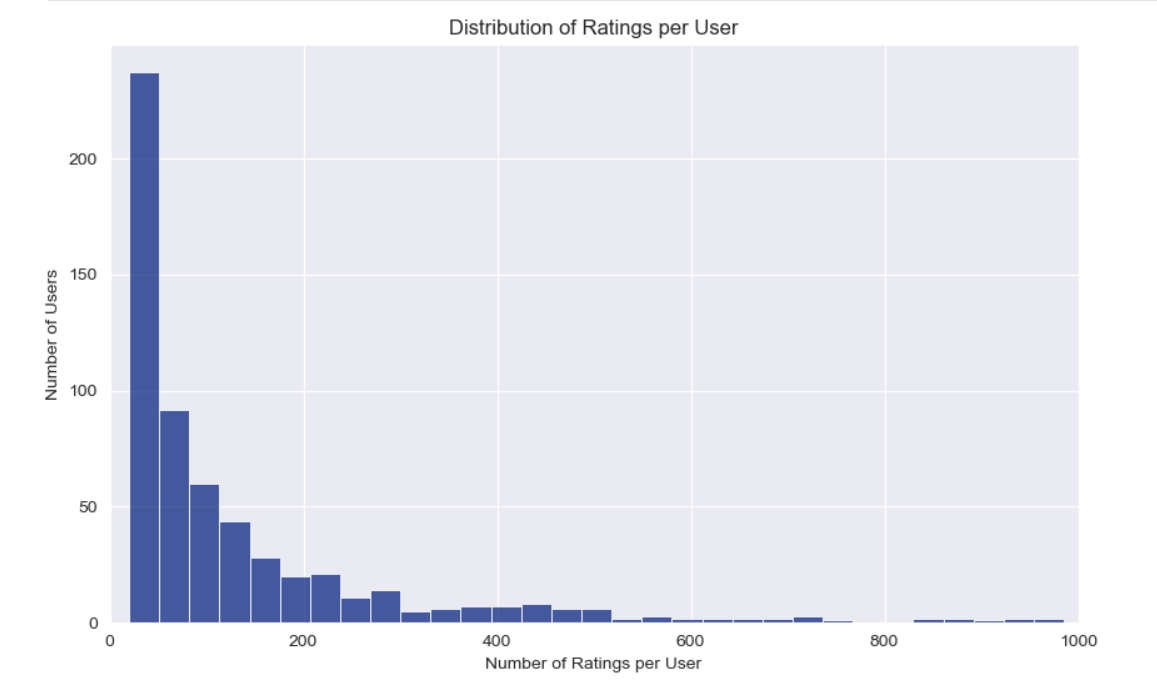 Distribution of Ratings per User
Number of Users
200
150
100
50
0
0 200 400 600 800 1000
Number of Ratings per User